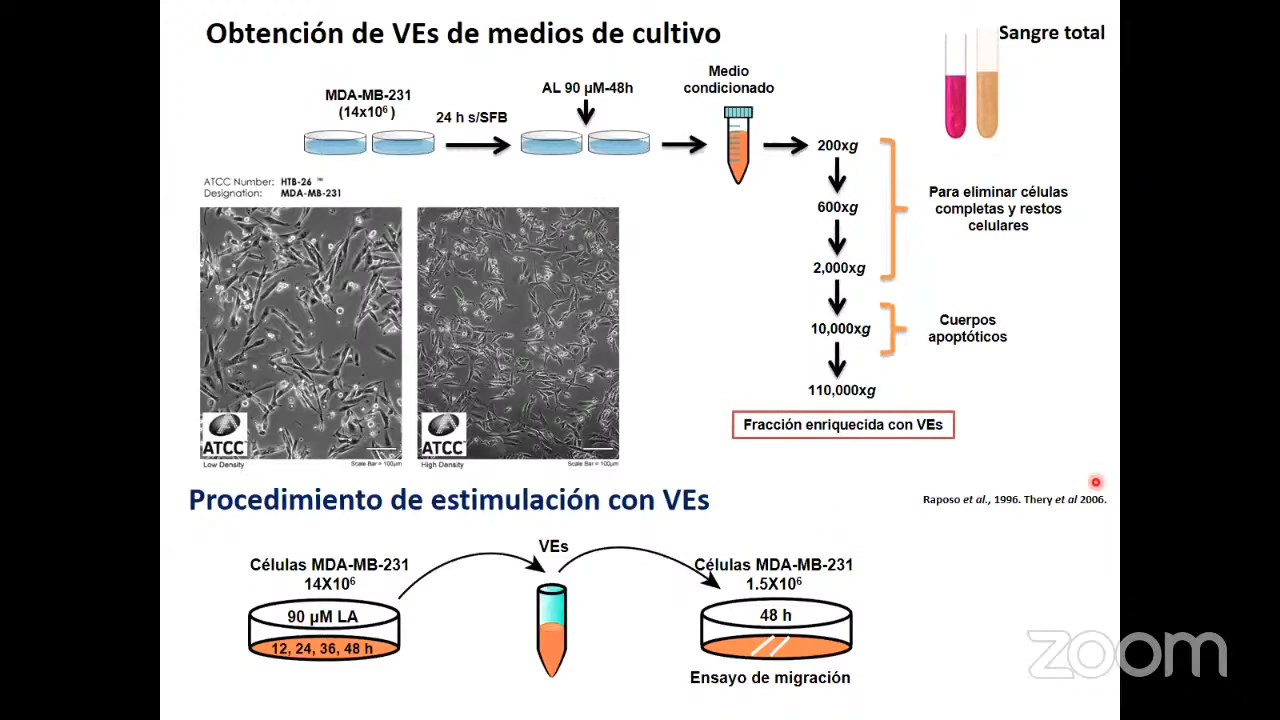 Obtención de VEs de medios de cultivo
Sangre total
MDA-MB-231
(14x10⁶ )
24 h s/SFB
AL 90 µM-48h
Medio
condicionado
200xg
600xg
2,000xg
10,000xg
110,000xg
Para eliminar células
completas y restos
celulares
Cuerpos
apoptóticos
Fracción enriquecida con VEs
ATCC Number: HTB-26 ™
Designation: MDA-MB-231
ATCC
Low Density
Scale Bar = 100µm
ATCC
High Density
Scale Bar = 100µm
Raposo et al., 1996. Thery et al 2006.
Procedimiento de estimulación con VEs
Células MDA-MB-231
14X10⁶
90 µM LA
12, 24, 36, 48 h
VEs
Células MDA-MB-231
1.5X10⁶
48 h
Ensayo de migración
zoom